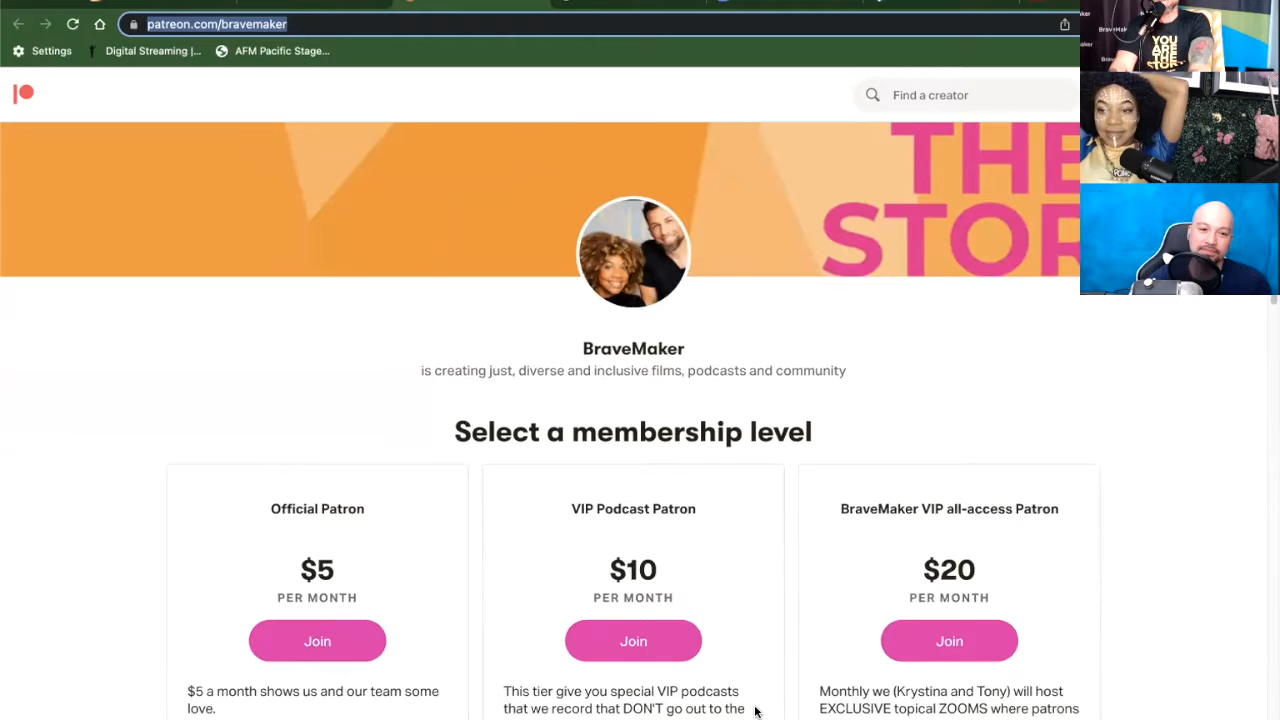 patreon.com/bravemaker
Settings
Digital Streaming |...
AFM Pacific Stage...
Find a creator
THE
STOR
BraveMaker
is creating just, diverse and inclusive films, podcasts and community
Select a membership level
Official Patron
$5
PER MONTH
Join
$5 a month shows us and our team some
love.
VIP Podcast Patron
$10
PER MONTH
Join
This tier give you special VIP podcasts
that we record that DON'T go out to the
BraveMaker VIP all-access Patron
$20
PER MONTH
Join
Monthly we (Krystina and Tony) will host
EXCLUSIVE topical ZOOMS where patrons
YOU
ARE
THE